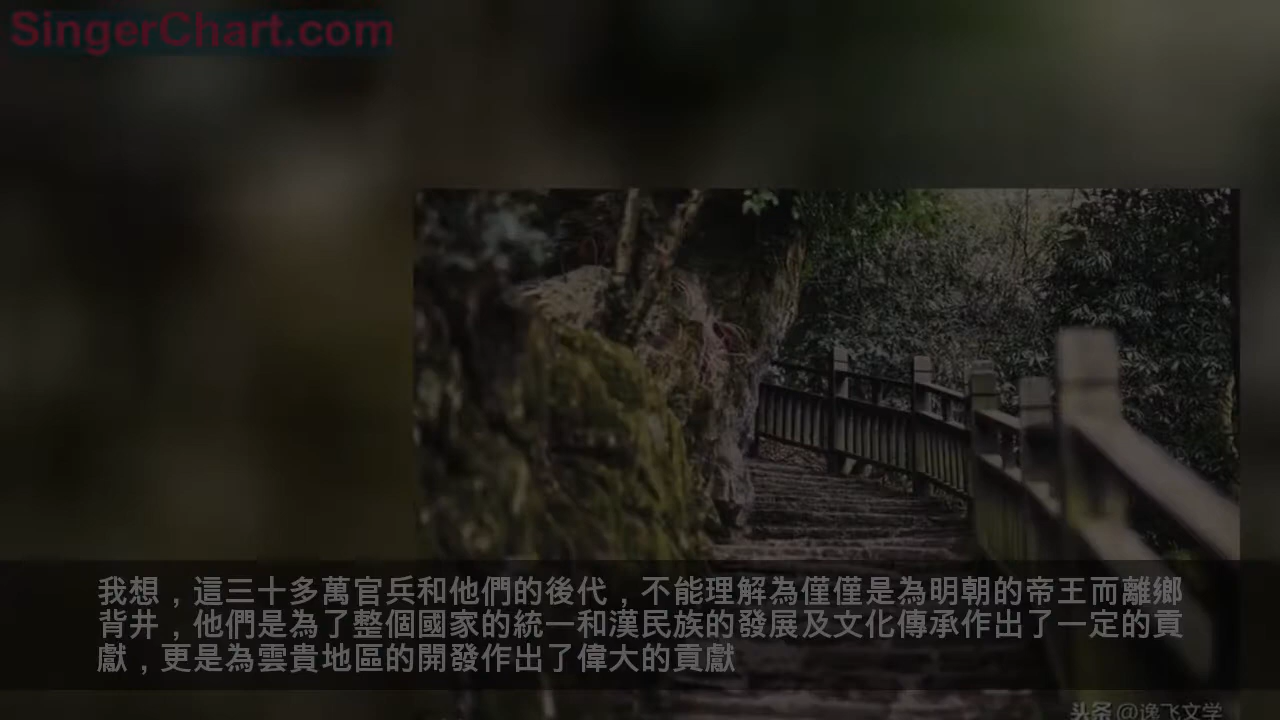 SingerChart.com
我想，這三十多萬官兵和他們的後代，不能理解為僅僅是為明朝的帝王而離鄉
背井，他們是為了整個國家的統一和漢民族的發展及文化傳承作出了一定的貢
獻，更是為雲貴地區的開發作出了偉大的貢獻
头条 @逸飞文学